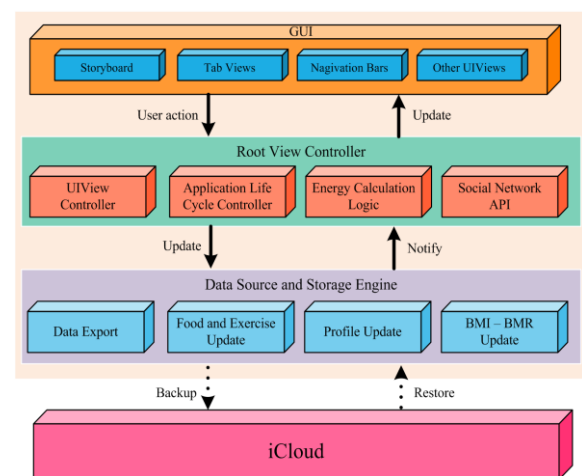 GUI
Storyboard
Tab Views
Nagivation Bars
Other UIViews
User action
Update
Root View Controller
UIView
Controller
Application Life
Cycle Controller
Energy Calculation
Logic
Social Network
API
Update
Notify
Data Source and Storage Engine
Data Export
Food and Exercise
Update
Profile Update
BMI – BMR
Update
Backup
Restore
iCloud